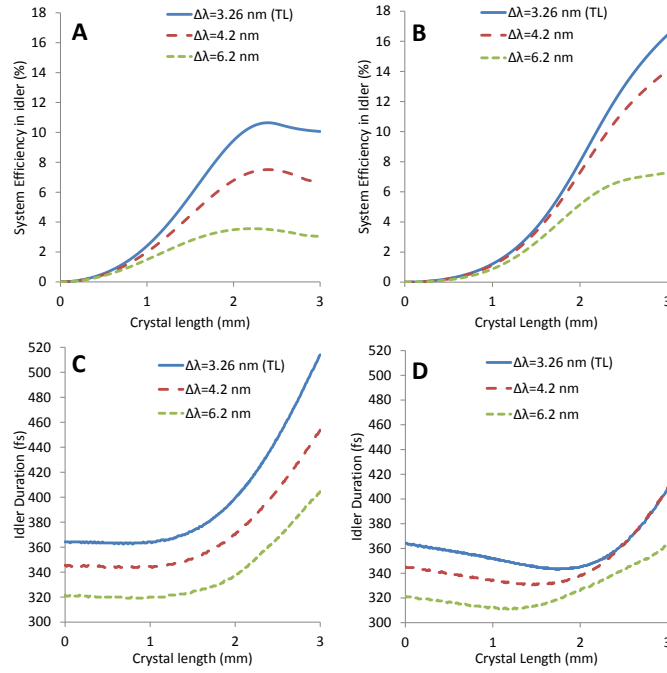 A
Δλ=3.26 nm (TL)
Δλ=4.2 nm
Δλ=6.2 nm
System Efficiency in idler (%)
18
16
14
12
10
8
6
4
2
0
0 1 2 3
Crystal length (mm)
B
Δλ=3.26 nm (TL)
Δλ=4.2 nm
Δλ=6.2 nm
System Efficiency in Idler (%)
18
16
14
12
10
8
6
4
2
0
0 1 2 3
Crystal Length (mm)
C
Δλ=3.26 nm (TL)
Δλ=4.2 nm
Δλ=6.2 nm
Idler Duration (fs)
520
500
480
460
440
420
400
380
360
340
320
300
0 1 2 3
Crystal length (mm)
D
Δλ=3.26 nm (TL)
Δλ=4.2 nm
Δλ=6.2 nm
Idler Duration (fs)
520
500
480
460
440
420
400
380
360
340
320
300
0 1 2 3
Crystal Length (mm)